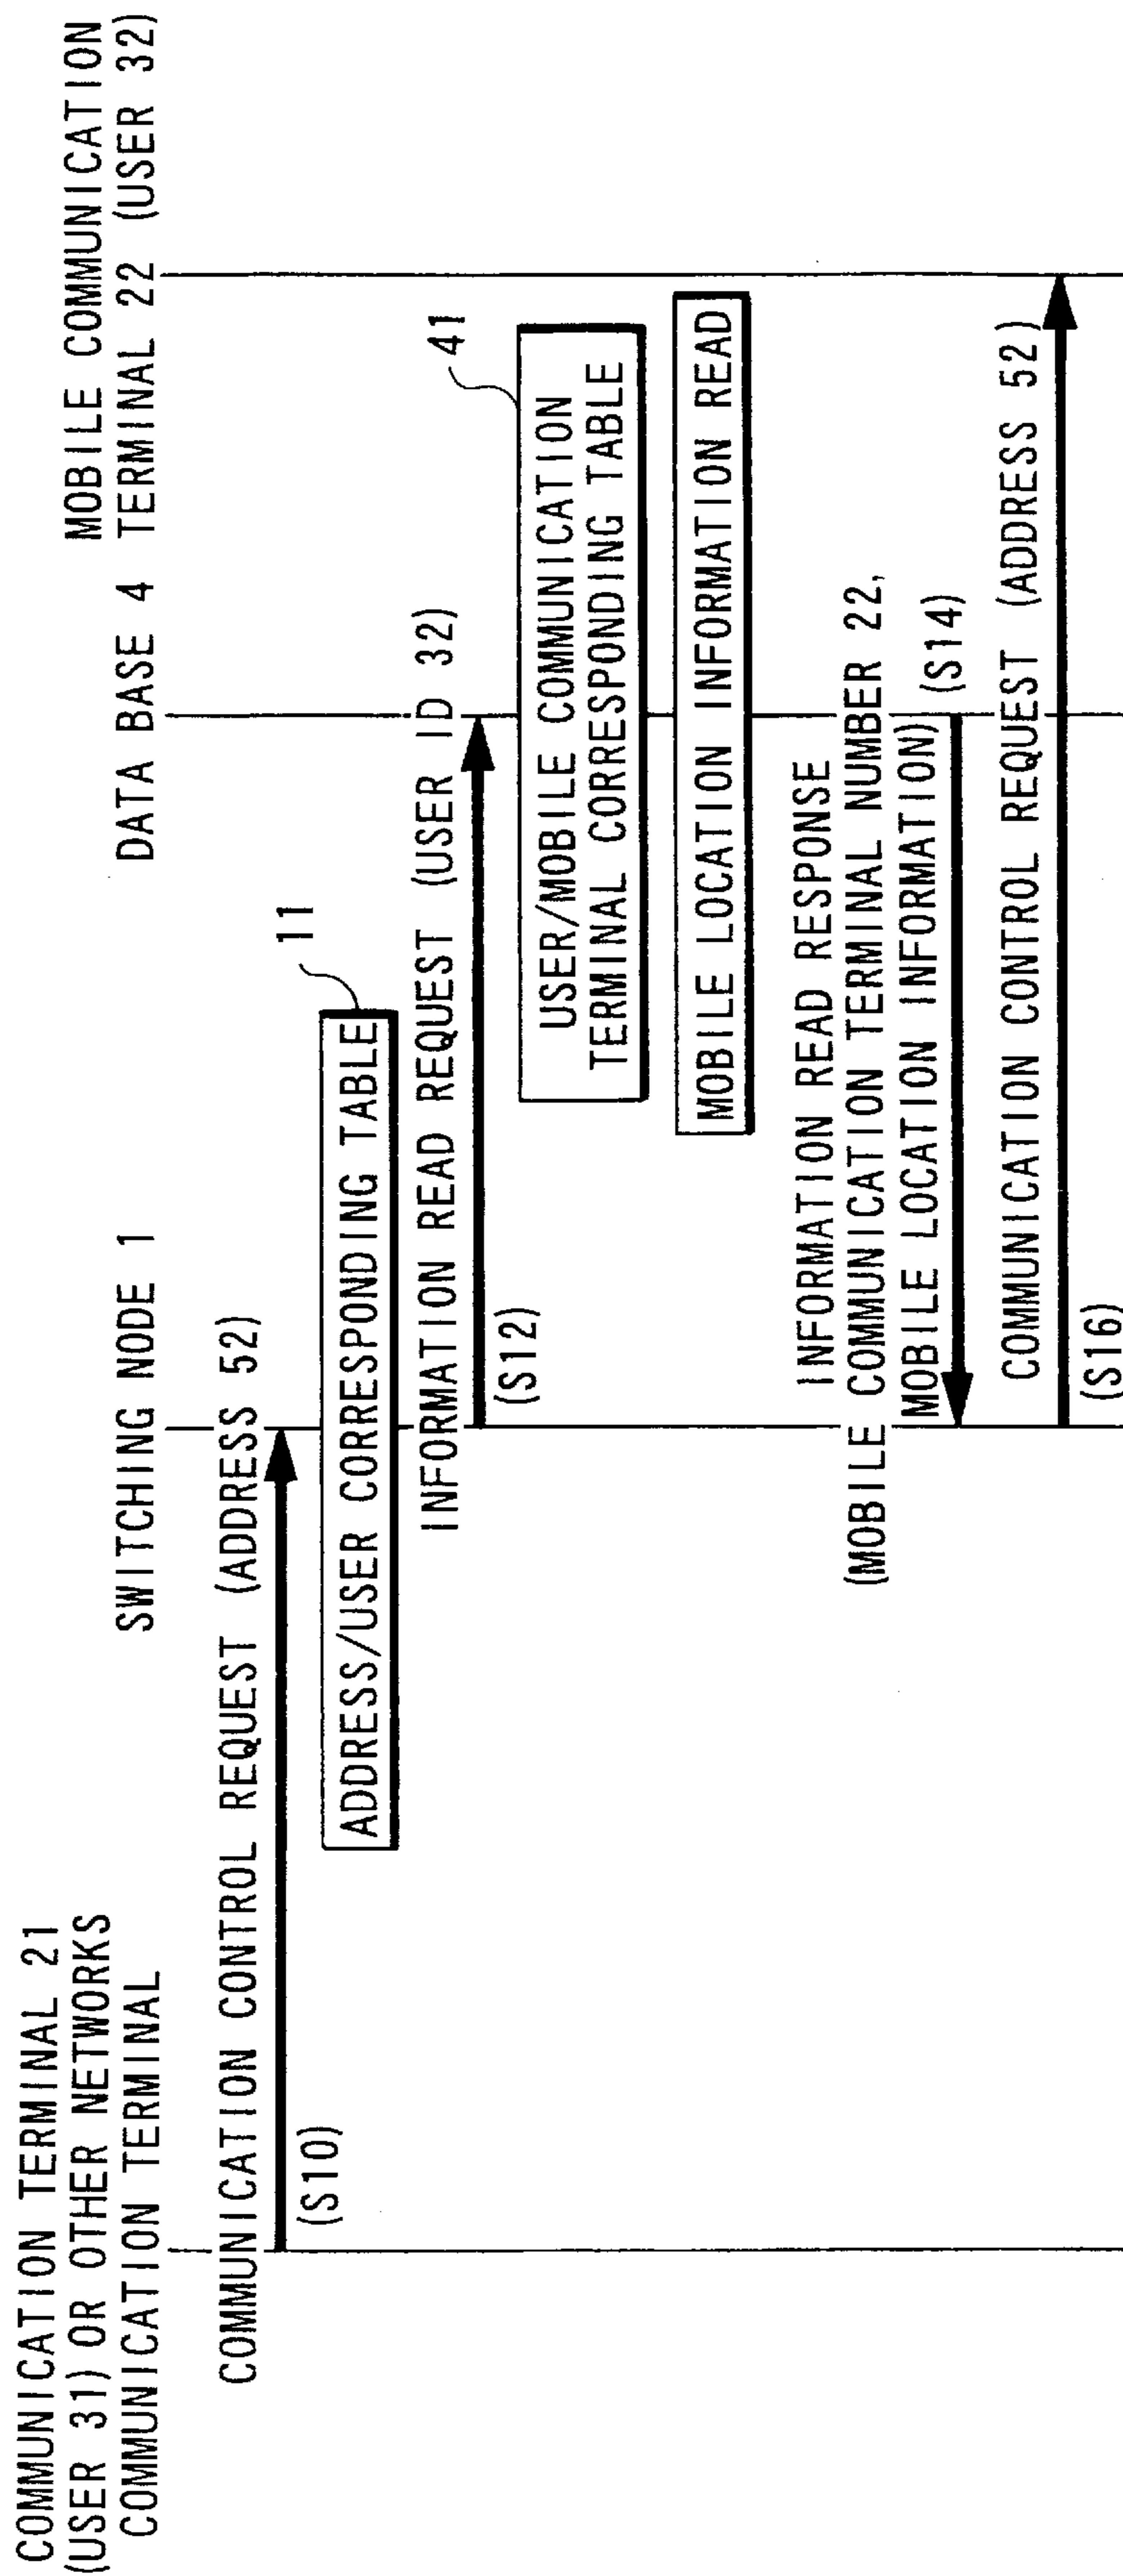 COMMUNICATION TERMINAL 21
(USER 31) OR OTHER NETWORKS
COMMUNICATION TERMINAL
SWITCHING NODE 1
DATA BASE 4
MOBILE COMMUNICATION
TERMINAL 22 (USER 32)
COMMUNICATION CONTROL REQUEST (ADDRESS 52)
(S10)
11
ADDRESS/USER CORRESPONDING TABLE
INFORMATION READ REQUEST (USER ID 32)
(S12)
41
USER/MOBILE COMMUNICATION
TERMINAL CORRESPONDING TABLE
MOBILE LOCATION INFORMATION READ
INFORMATION READ RESPONSE
(MOBILE COMMUNICATION TERMINAL NUMBER 22,
MOBILE LOCATION INFORMATION)
(S14)
COMMUNICATION CONTROL REQUEST (ADDRESS 52)
(S16)